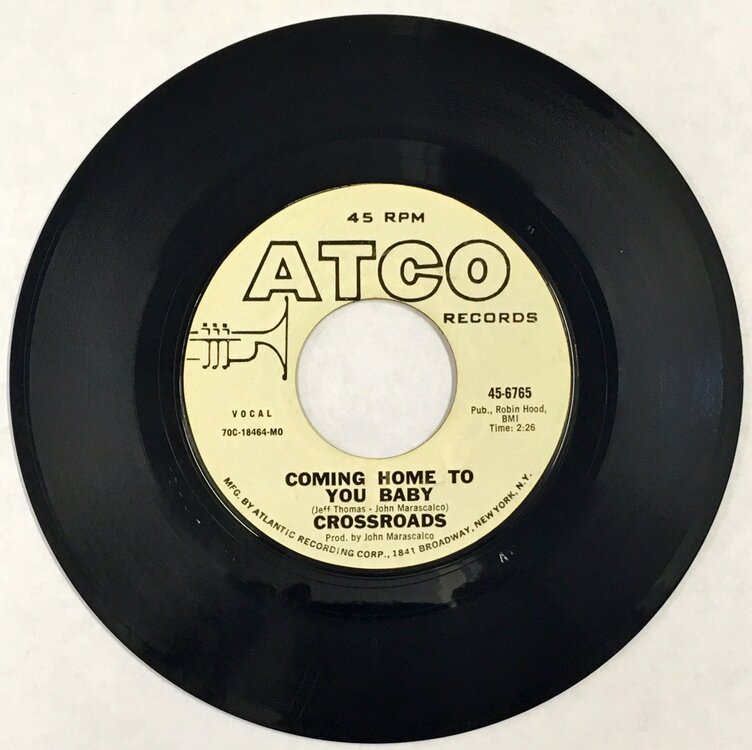 45 RPM
ATCO
RECORDS
VOCAL
70C-18464-MO
45-6765
Pub., Robin Hood,
BMI
Time: 2:26
COMING HOME TO
YOU BABY
(Jeff Thomas - John Marascalco)
CROSSROADS
Prod. by John Marascalco
MFG. BY ATLANTIC RECORDING CORP., 1841 BROADWAY, NEW YORK, N.Y.